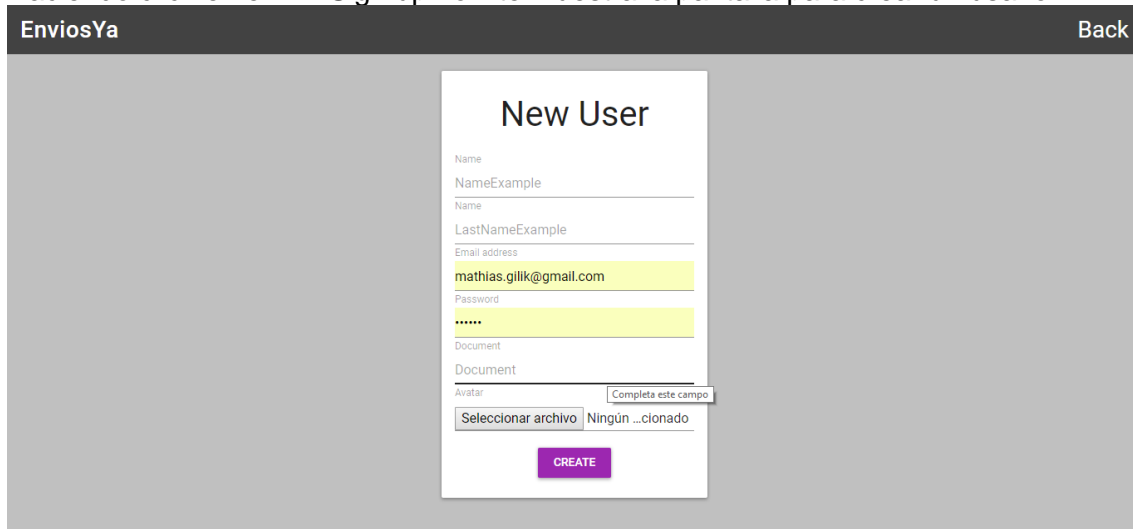 EnviosYa
Back
New User
Name
NameExample
Name
LastNameExample
Email address
mathias.gilik@gmail.com
Password
••••••
Document
Document
Completa este campo
Avatar
Seleccionar archivo Ningún ...cionado
CREATE